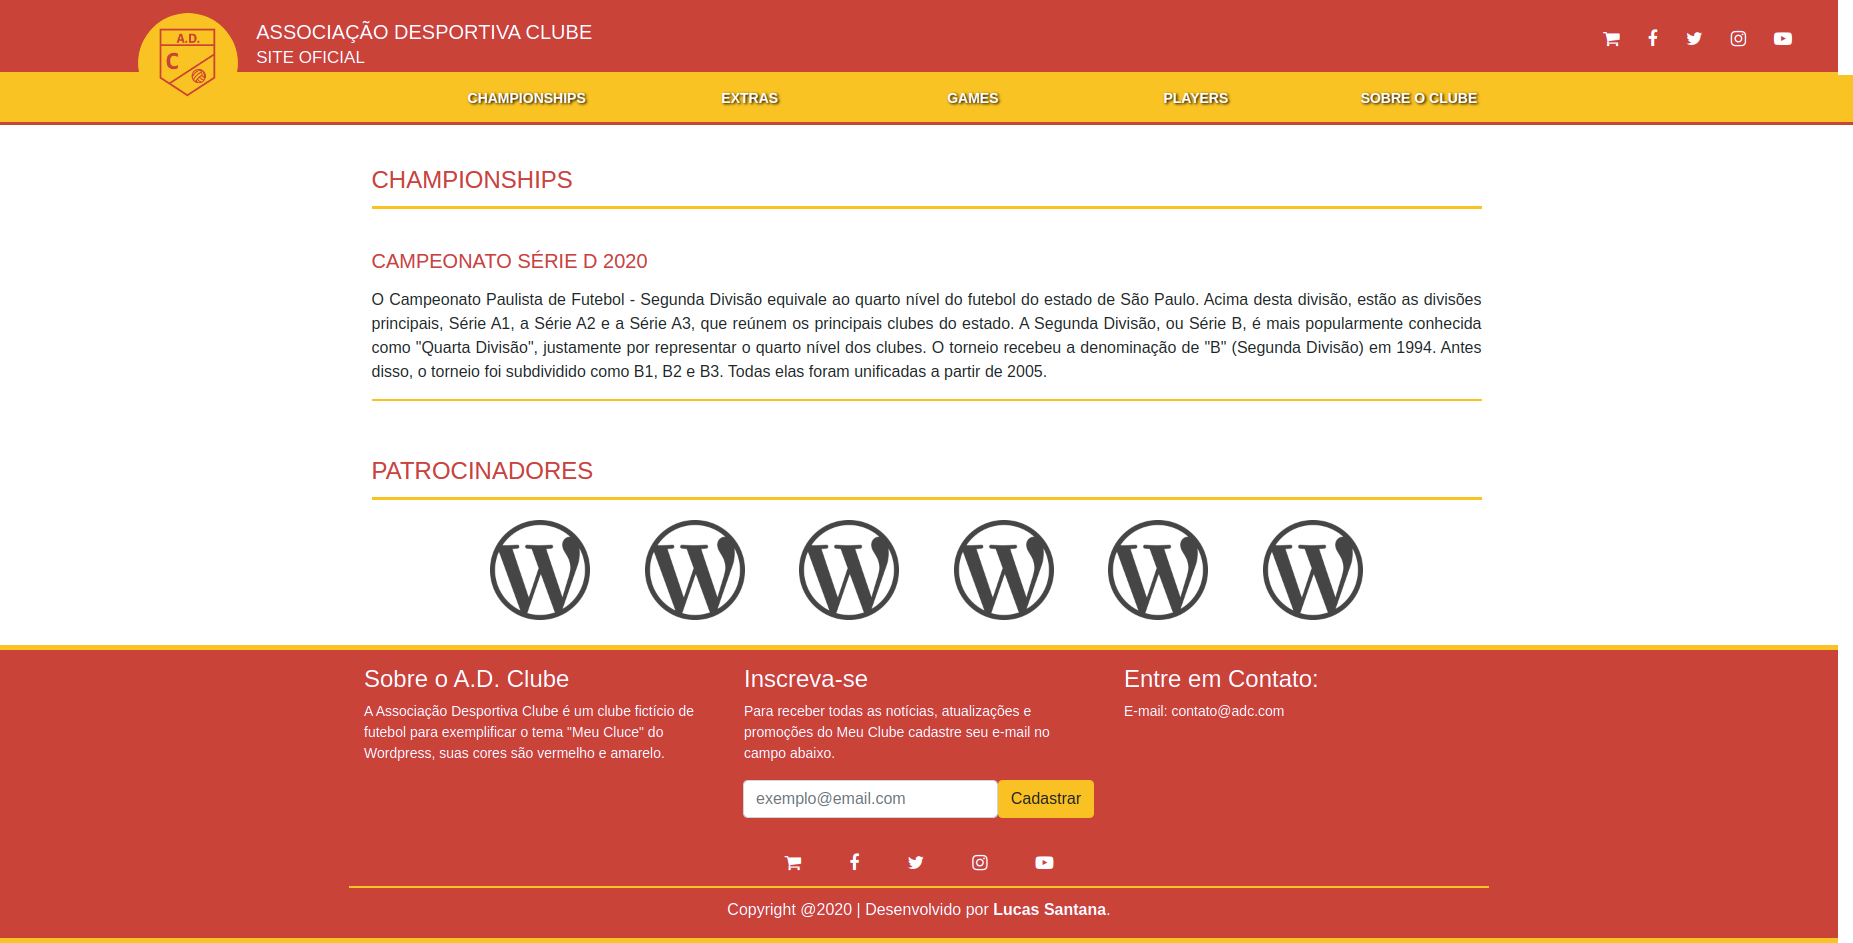 A.D.
C
ASSOCIAÇÃO DESPORTIVA CLUBE
SITE OFICIAL
CHAMPIONSHIPS EXTRAS GAMES PLAYERS SOBRE O CLUBE
CHAMPIONSHIPS
CAMPEONATO SÉRIE D 2020
O Campeonato Paulista de Futebol - Segunda Divisão equivale ao quarto nível do futebol do estado de São Paulo. Acima desta divisão, estão as divisões
principais, Série A1, a Série A2 e a Série A3, que reúnem os principais clubes do estado. A Segunda Divisão, ou Série B, é mais popularmente conhecida
como "Quarta Divisão", justamente por representar o quarto nível dos clubes. O torneio recebeu a denominação de "B" (Segunda Divisão) em 1994. Antes
disso, o torneio foi subdividido como B1, B2 e B3. Todas elas foram unificadas a partir de 2005.
PATROCINADORES
Sobre o A.D. Clube
A Associação Desportiva Clube é um clube fictício de
futebol para exemplificar o tema "Meu Cluce" do
Wordpress, suas cores são vermelho e amarelo.
Inscreva-se
Para receber todas as notícias, atualizações e
promoções do Meu Clube cadastre seu e-mail no
campo abaixo.
exemplo@email.com Cadastrar
Entre em Contato:
E-mail: contato@adc.com
Copyright @2020 | Desenvolvido por Lucas Santana.